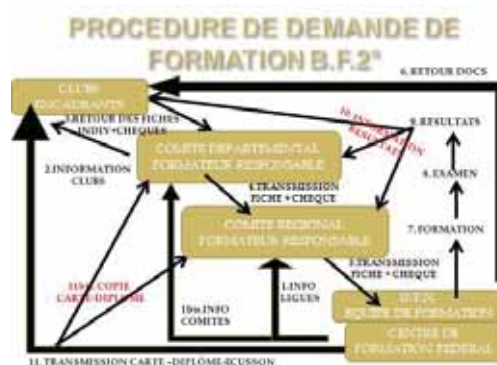 PROCEDURE DE DEMANDE
DE FORMATION B.F.2°
6. RETOUR DOCS
CLUBS
ENCADRANTS
3.RETOUR DES FICHES
INDIV+CHEQUES
10.INFORMATION
RESULTATS
9.RESULTATS
COMITE DEPARTEMENTAL
FORMATEUR RESPONSABLE
2.INFORMATION
CLUBS
8.EXAMEN
4.TRANSMISSION
FICHE + CHEQUE
COMITE REGIONAL
FORMATEUR RESPONSABLE
7. FORMATION
5.TRANSMISSION
FICHE + CHEQUE
11bis. COPIE
CARTE-DIPLOME
1bis.INFO
COMITES
1.INFO
LIGUES
D.T.N.
EQUIPE DE FORMATION
CENTRE DE
FORMATION FEDERAL
11. TRANSMISSION CARTE –DIPLOME-ECUSSON